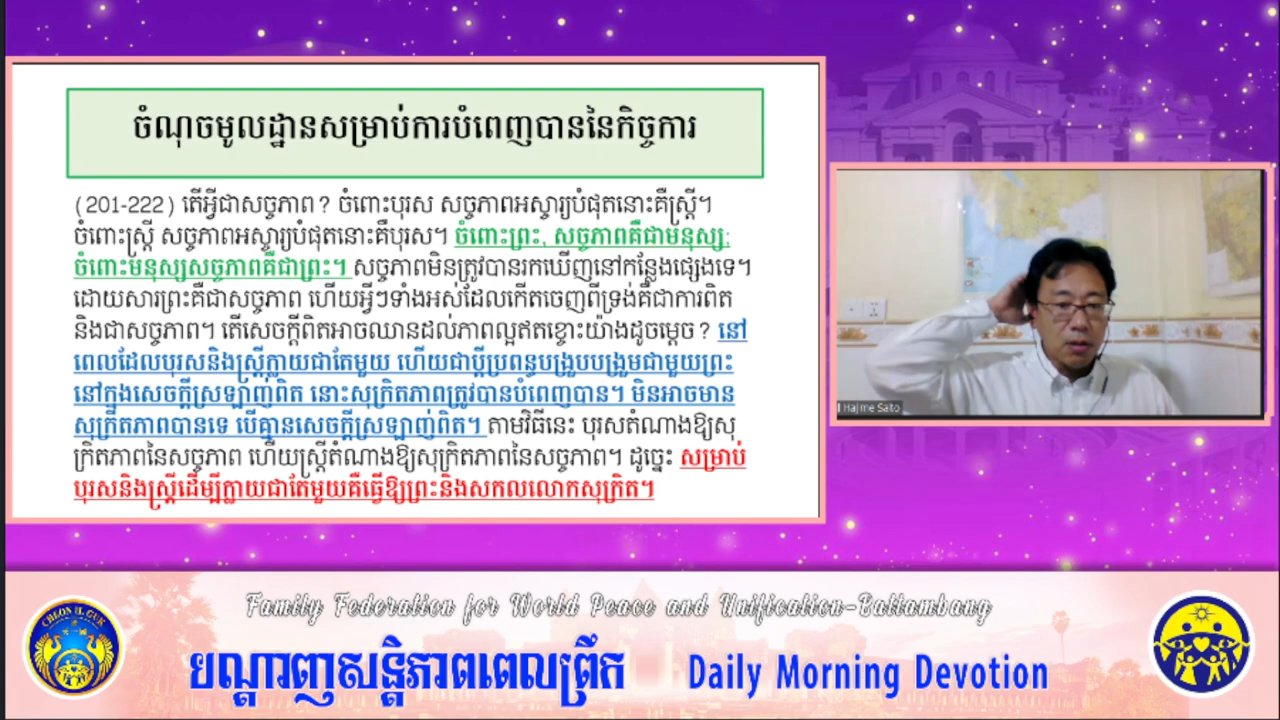 ចំណុចមូលដ្ឋានសម្រាប់ការបំពេញបាននៃកិច្ចការ
(201-222) តើអ្វីជាសច្ចភាព? ចំពោះបុរស សច្ចភាពអស្ចារ្យបំផុតនោះគឺស្ត្រី។
ចំពោះស្ត្រី សច្ចភាពអស្ចារ្យបំផុតនោះគឺបុរស។ ចំពោះព្រះ, សច្ចភាពគឺជាមនុស្ស;
ចំពោះមនុស្សសច្ចភាពគឺជាព្រះ។ សច្ចភាពមិនត្រូវបានរកឃើញនៅកន្លែងផ្សេងទេ។
ដោយសារព្រះគឺជាសច្ចភាព ហើយអ្វីៗទាំងអស់ដែលកើតចេញពីទ្រង់គឺជាការពិត
និងជាសច្ចភាព។ តើសេចក្តីពិតអាចឈានដល់ភាពល្អឥតខ្ចោះយ៉ាងដូចម្តេច? នៅ
ពេលដែលបុរសនិងស្ត្រីក្លាយជាតែមួយ ហើយជាប្តីប្រពន្ធបង្រួបបង្រួមជាមួយព្រះ
នៅក្នុងសេចក្តីស្រឡាញ់ពិត នោះសុក្រិតភាពត្រូវបានបំពេញបាន។ មិនអាចមាន
សុក្រិតភាពបានទេ បើគ្មានសេចក្តីស្រឡាញ់ពិត។ តាមវិធីនេះ បុរសតំណាងឱ្យសុ
ក្រិតភាពនៃសច្ចភាព ហើយស្ត្រីតំណាងឱ្យសុក្រិតភាពនៃសច្ចភាព។ ដូច្នេះ សម្រាប់
បុរសនិងស្ត្រីដើម្បីក្លាយជាតែមួយគឺធ្វើឱ្យព្រះនិងសកលលោកសុក្រិត។
Hajime Saito
Family Federation for World Peace and Unification-Battambang
CHEON IL GUK
បណ្តាញសន្តិភាពពេលព្រឹក Daily Morning Devotion